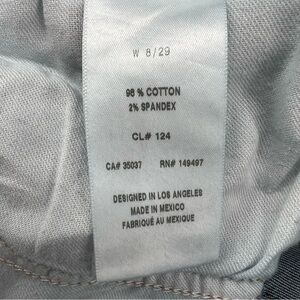 W 8/29
98 % COTTON
2% SPANDEX
CL# 124
CA# 35037 RN# 149497
DESIGNED IN LOS ANGELES
MADE IN MEXICO
FABRIQUÉ AU MEXIQUE